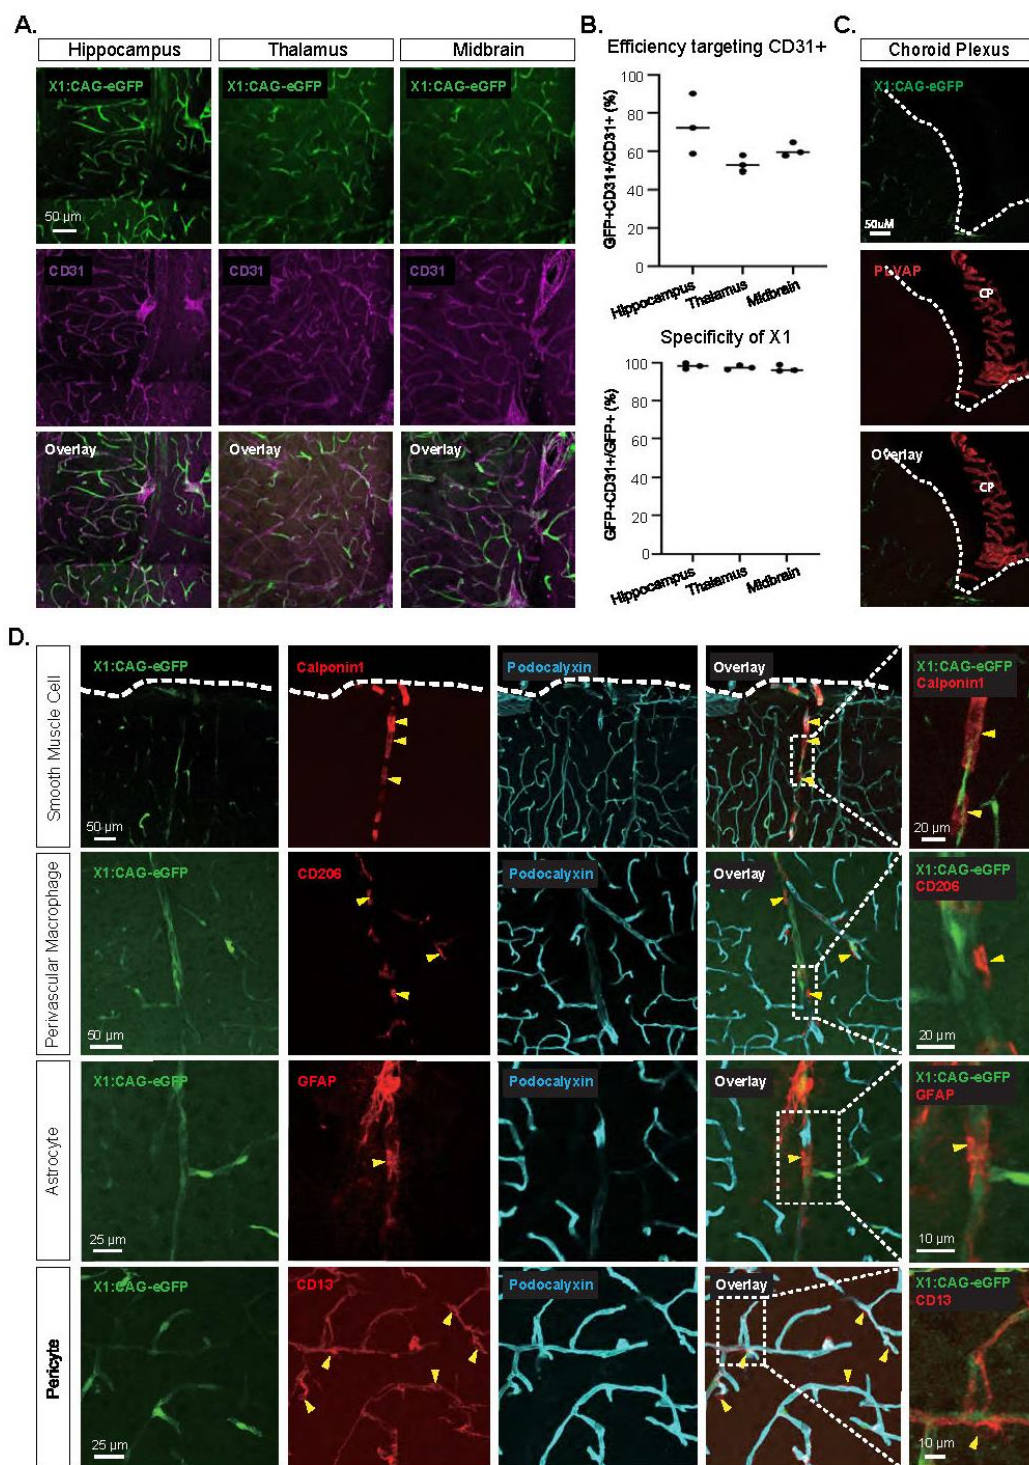 A.
Hippocampus
Thalamus
Midbrain
X1:CAG-eGFP
X1:CAG-eGFP
X1:CAG-eGFP
50 µm
CD31
CD31
CD31
Overlay
Overlay
Overlay
B.
Efficiency targeting CD31+
GFP+CD31+/CD31+ (%)
100
80
60
40
20
0
Hippocampus
Thalamus
Midbrain
Specificity of X1
GFP+CD31+/GFP+ (%)
100
80
60
40
20
0
Hippocampus
Thalamus
Midbrain
C.
Choroid Plexus
X1:CAG-eGFP
50uM
PLVAP
CP
Overlay
CP
D.
Smooth Muscle Cell
X1:CAG-eGFP
50 µm
Calponin1
Podocalyxin
Overlay
X1:CAG-eGFP
Calponin1
20 µm
Perivascular Macrophage
X1:CAG-eGFP
50 µm
CD206
Podocalyxin
Overlay
X1:CAG-eGFP
CD206
20 µm
Astrocyte
X1:CAG-eGFP
25 µm
GFAP
Podocalyxin
Overlay
X1:CAG-eGFP
GFAP
10 µm
Pericyte
X1:CAG-eGFP
25 µm
CD13
Podocalyxin
Overlay
X1:CAG-eGFP
CD13
10 µm